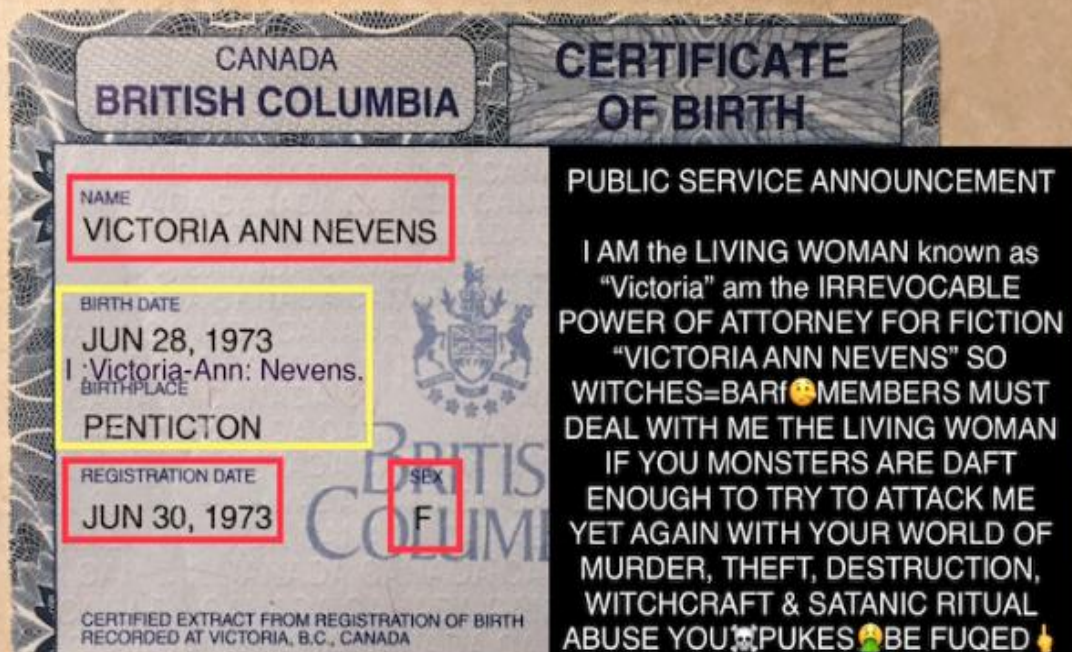 CANADA
BRITISH COLUMBIA
CERTIFICATE
OF BIRTH
NAME
VICTORIA ANN NEVENS
BIRTH DATE
JUN 28, 1973
I :Victoria-Ann: Nevens.
BIRTHPLACE
PENTICTON
REGISTRATION DATE
JUN 30, 1973
SEX
F
BRITIS
COLUM
CERTIFIED EXTRACT FROM REGISTRATION OF BIRTH
RECORDED AT VICTORIA, B.C., CANADA
PUBLIC SERVICE ANNOUNCEMENT
I AM the LIVING WOMAN known as
“Victoria” am the IRREVOCABLE
POWER OF ATTORNEY FOR FICTION
“VICTORIA ANN NEVENS” SO
WITCHES=BARf🤢MEMBERS MUST
DEAL WITH ME THE LIVING WOMAN
IF YOU MONSTERS ARE DAFT
ENOUGH TO TRY TO ATTACK ME
YET AGAIN WITH YOUR WORLD OF
MURDER, THEFT, DESTRUCTION,
WITCHCRAFT & SATANIC RITUAL
ABUSE YOU☠️PUKES🤮BE FUQED🖕